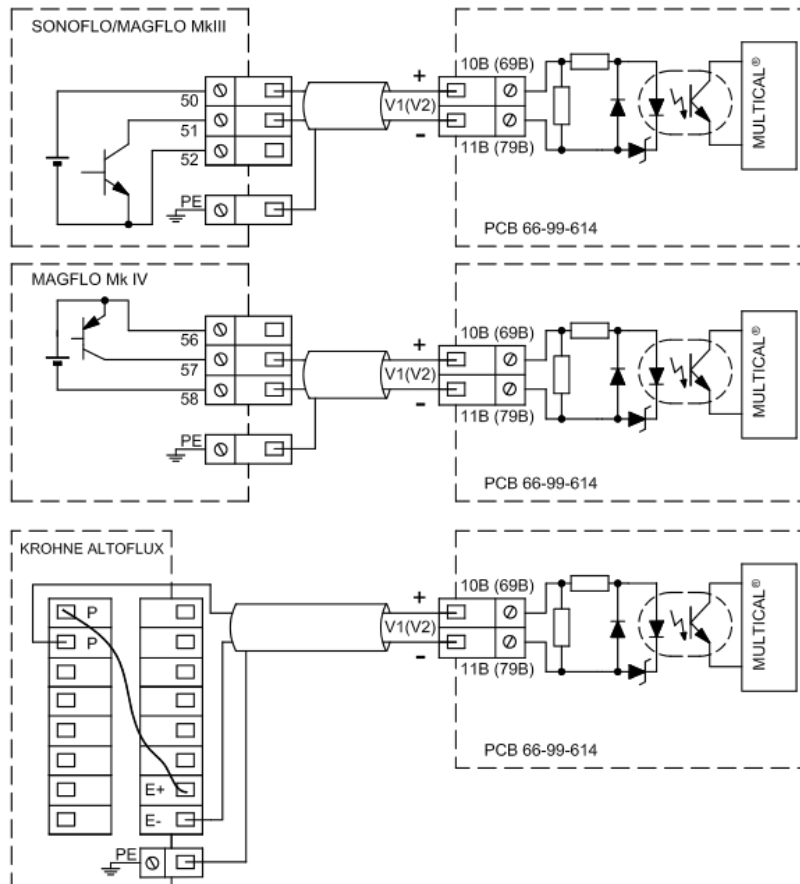 SONOFLO/MAGFLO MkIII
50
51
52
PE
+
V1(V2)
-
10B (69B)
11B (79B)
MULTICAL®
PCB 66-99-614
MAGFLO Mk IV
56
57
58
PE
+
V1(V2)
-
10B (69B)
11B (79B)
MULTICAL®
PCB 66-99-614
KROHNE ALTOFLUX
P
P
E+
E-
PE
+
V1(V2)
-
10B (69B)
11B (79B)
MULTICAL®
PCB 66-99-614